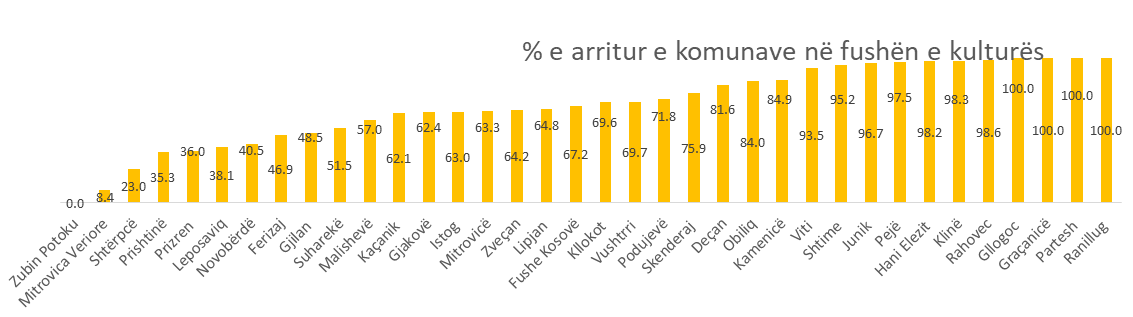 % e arritur e komunave në fushën e kulturës
0.0
8.4
23.0
35.3
36.0
38.1
40.5
46.9
48.5
51.5
57.0
62.1
62.4
63.0
63.3
64.2
64.8
67.2
69.6
69.7
71.8
75.9
81.6
84.0
84.9
93.5
95.2
96.7
97.5
98.2
98.3
98.6
100.0
100.0
100.0
100.0
Zubin Potoku
Mitrovica Veriore
Shtërpcë
Prishtinë
Prizren
Leposaviq
Novobërdë
Ferizaj
Gjilan
Suharekë
Malishevë
Kaçanik
Gjakovë
Istog
Mitrovicë
Zveçan
Lipjan
Fushe Kosovë
Kllokot
Vushtrri
Podujevë
Skenderaj
Deçan
Obiliq
Kamenicë
Viti
Shtime
Junik
Pejë
Hani Elezit
Klinë
Rahovec
Gllogoc
Graçanicë
Partesh
Ranillug